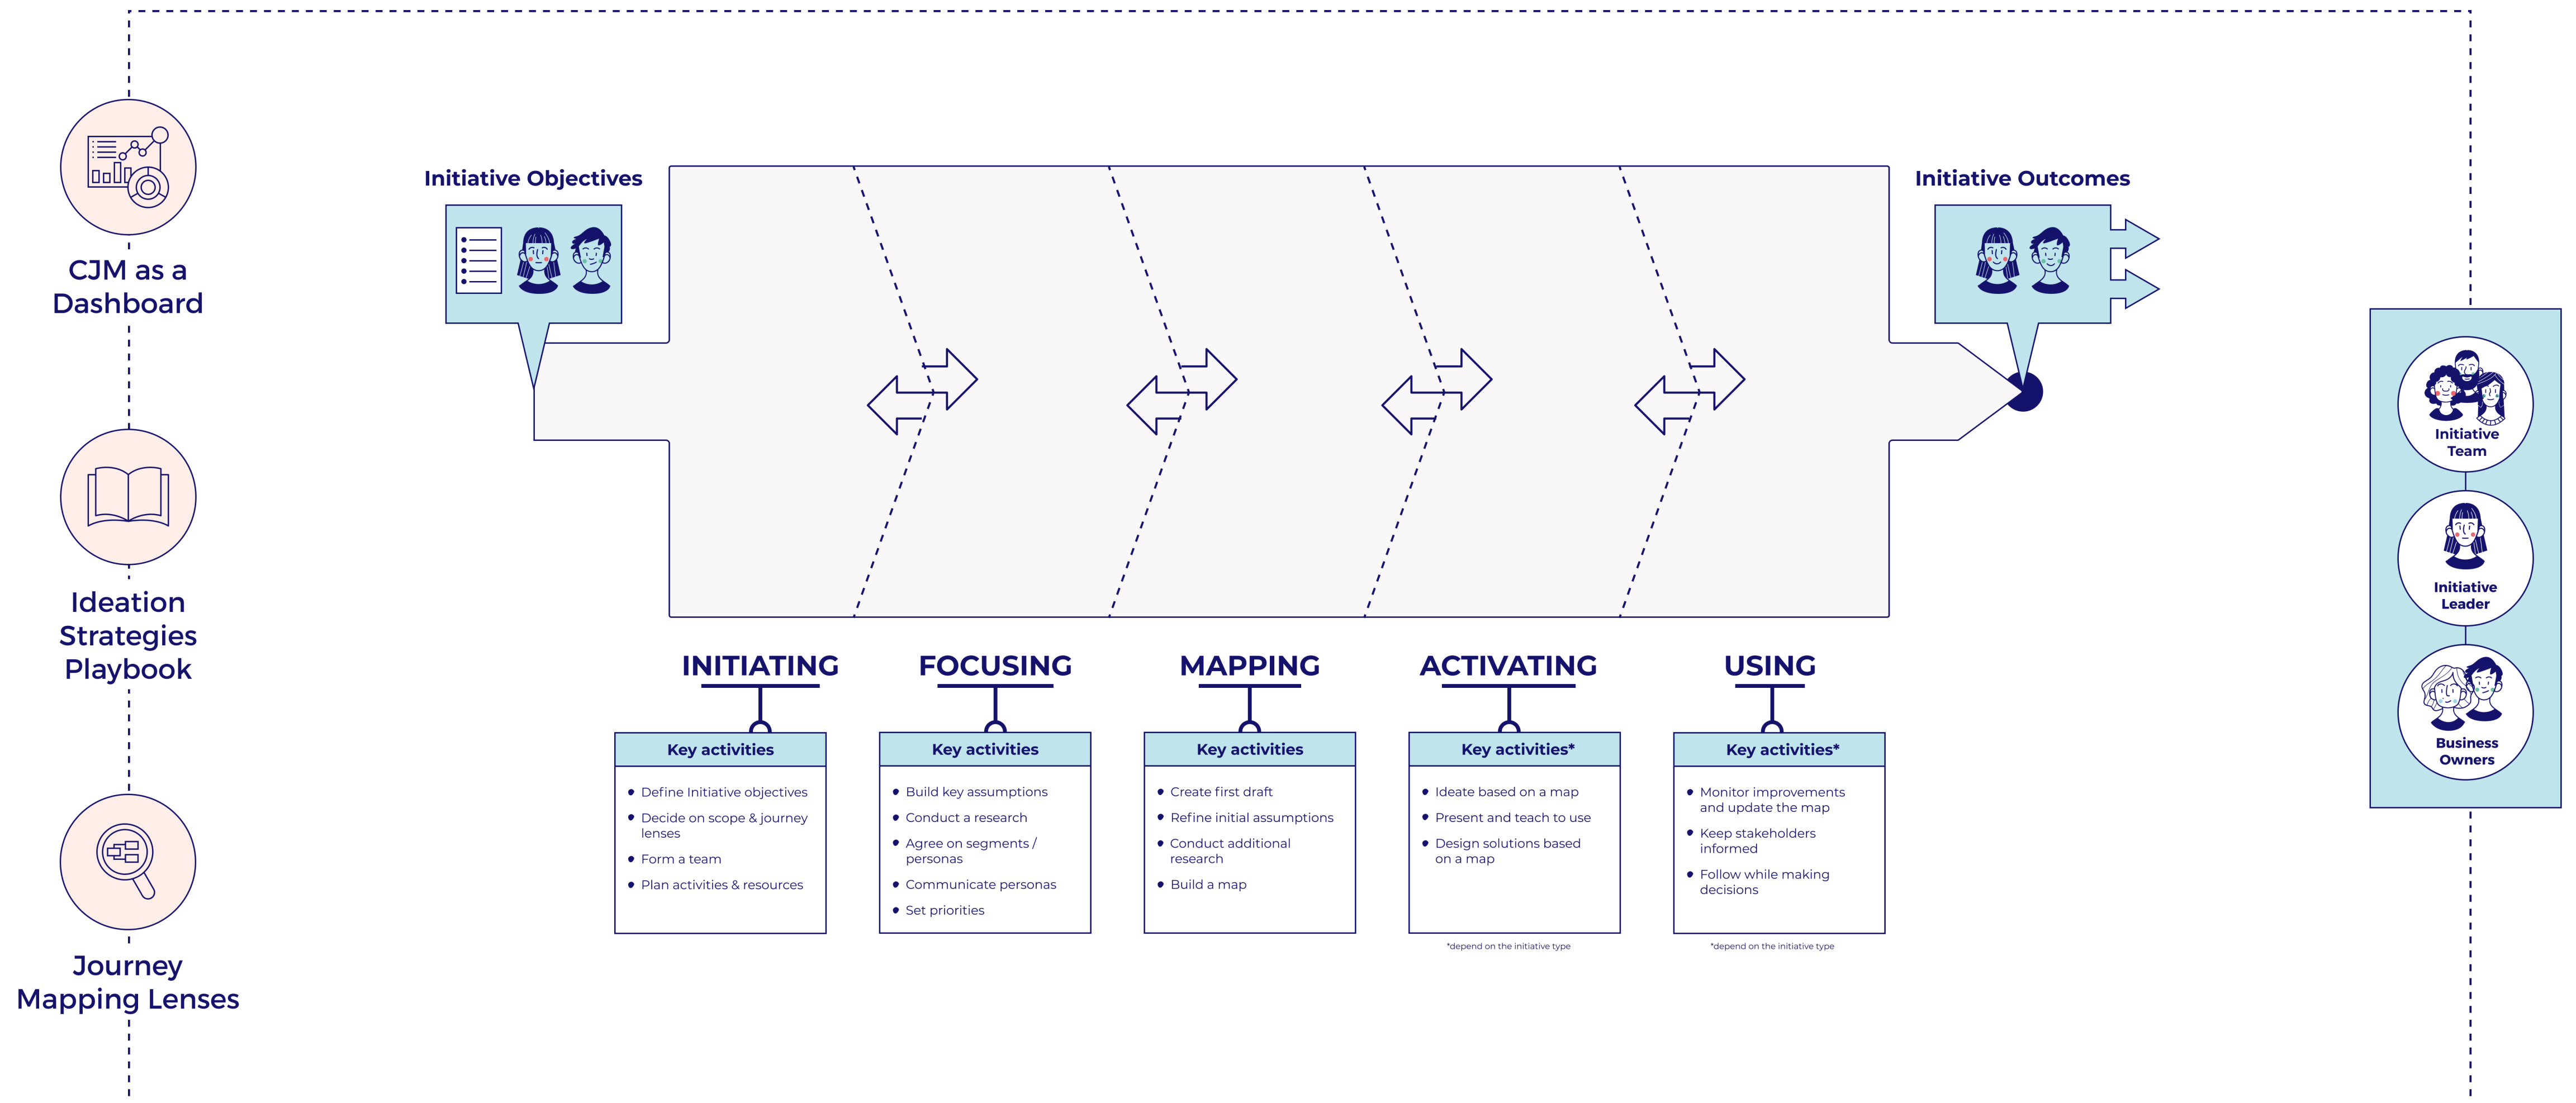 CJM as a
Dashboard
Ideation
Strategies
Playbook
Journey
Mapping Lenses
Initiative Objectives
Initiative Outcomes
INITIATING
Key activities
Define Initiative objectives
Decide on scope & journey
lenses
Form a team
Plan activities & resources
FOCUSING
Key activities
Build key assumptions
Conduct a research
Agree on segments /
personas
Communicate personas
Set priorities
MAPPING
Key activities
Create first draft
Refine initial assumptions
Conduct additional
research
Build a map
ACTIVATING
Key activities*
Ideate based on a map
Present and teach to use
Design solutions based
on a map
*depend on the initiative type
USING
Key activities*
Monitor improvements
and update the map
Keep stakeholders
informed
Follow while making
decisions
*depend on the initiative type
Initiative
Team
Initiative
Leader
Business
Owners